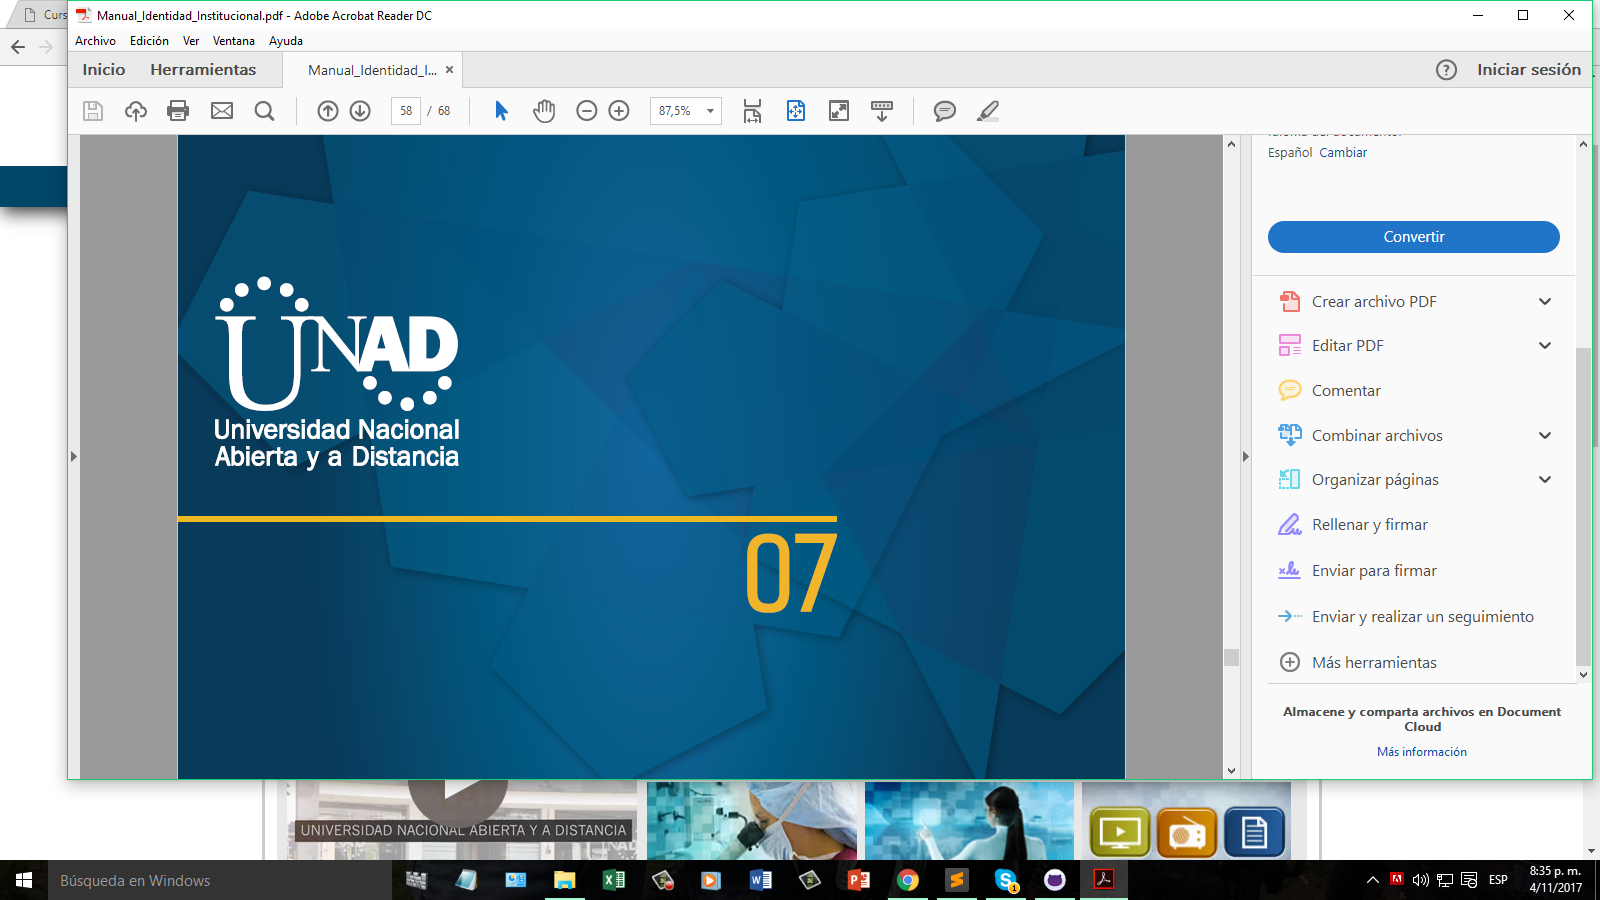 Curs
Manual_Identidad_Institucional.pdf - Adobe Acrobat Reader DC
Archivo Edición Ver Ventana Ayuda
Inicio Herramientas Manual_Identidad_I... × Iniciar sesión
58 / 68 87,5%
Español Cambiar
Convertir
Crear archivo PDF
Editar PDF
Comentar
Combinar archivos
Organizar páginas
Rellenar y firmar
Enviar para firmar
Enviar y realizar un seguimiento
Más herramientas
Almacene y comparta archivos en Document
Cloud
Más información
UNAD
Universidad Nacional
Abierta y a Distancia
07
UNIVERSIDAD NACIONAL ABIERTA Y A DISTANCIA
Búsqueda en Windows
1
ESP
8:35 p. m.
4/11/2017